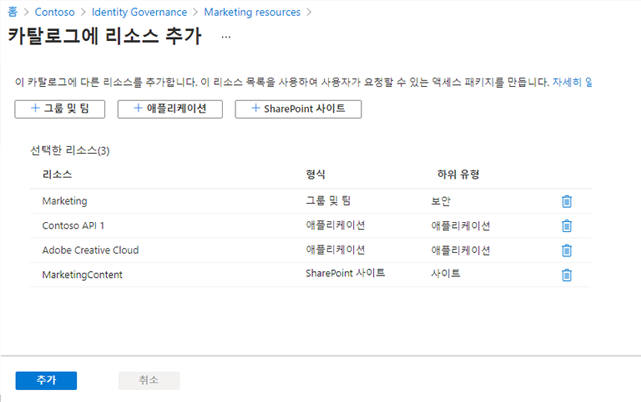 홈 > Contoso > Identity Governance > Marketing resources >
카탈로그에 리소스 추가 ...
이 카탈로그에 다른 리소스를 추가합니다. 이 리소스 목록을 사용하여 사용자가 요청할 수 있는 액세스 패키지를 만듭니다. 자세히 알
+ 그룹 및 팀 + 애플리케이션 + SharePoint 사이트
선택한 리소스(3)
리소스 형식 하위 유형
Marketing 그룹 및 팀 보안
Contoso API 1 애플리케이션 애플리케이션
Adobe Creative Cloud 애플리케이션 애플리케이션
MarketingContent SharePoint 사이트 사이트
추가 취소